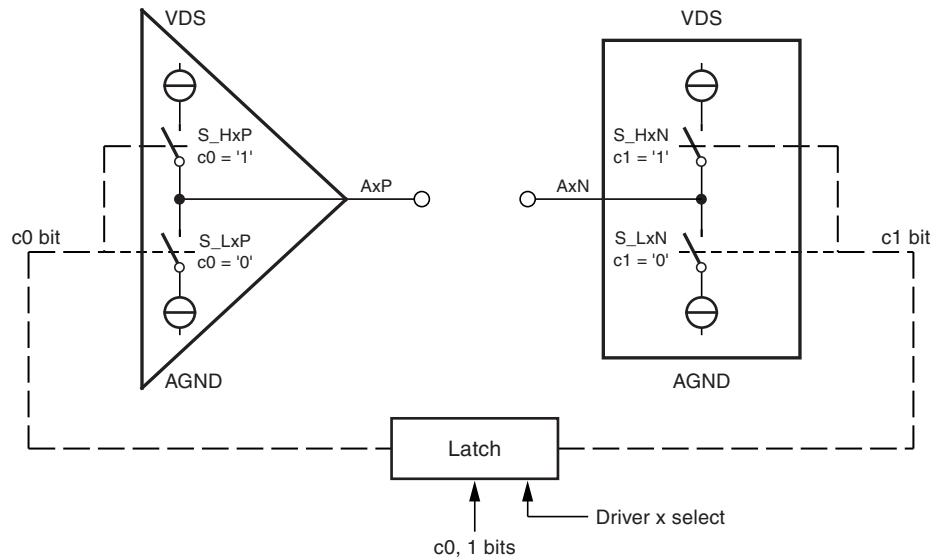 VDS
VDS
S_HxP
c0 = '1'
S_HxN
c1 = '1'
AxP
AxN
c0 bit
S_LxP
c0 = '0'
S_LxN
c1 = '0'
c1 bit
AGND
AGND
Latch
Driver x select
c0, 1 bits